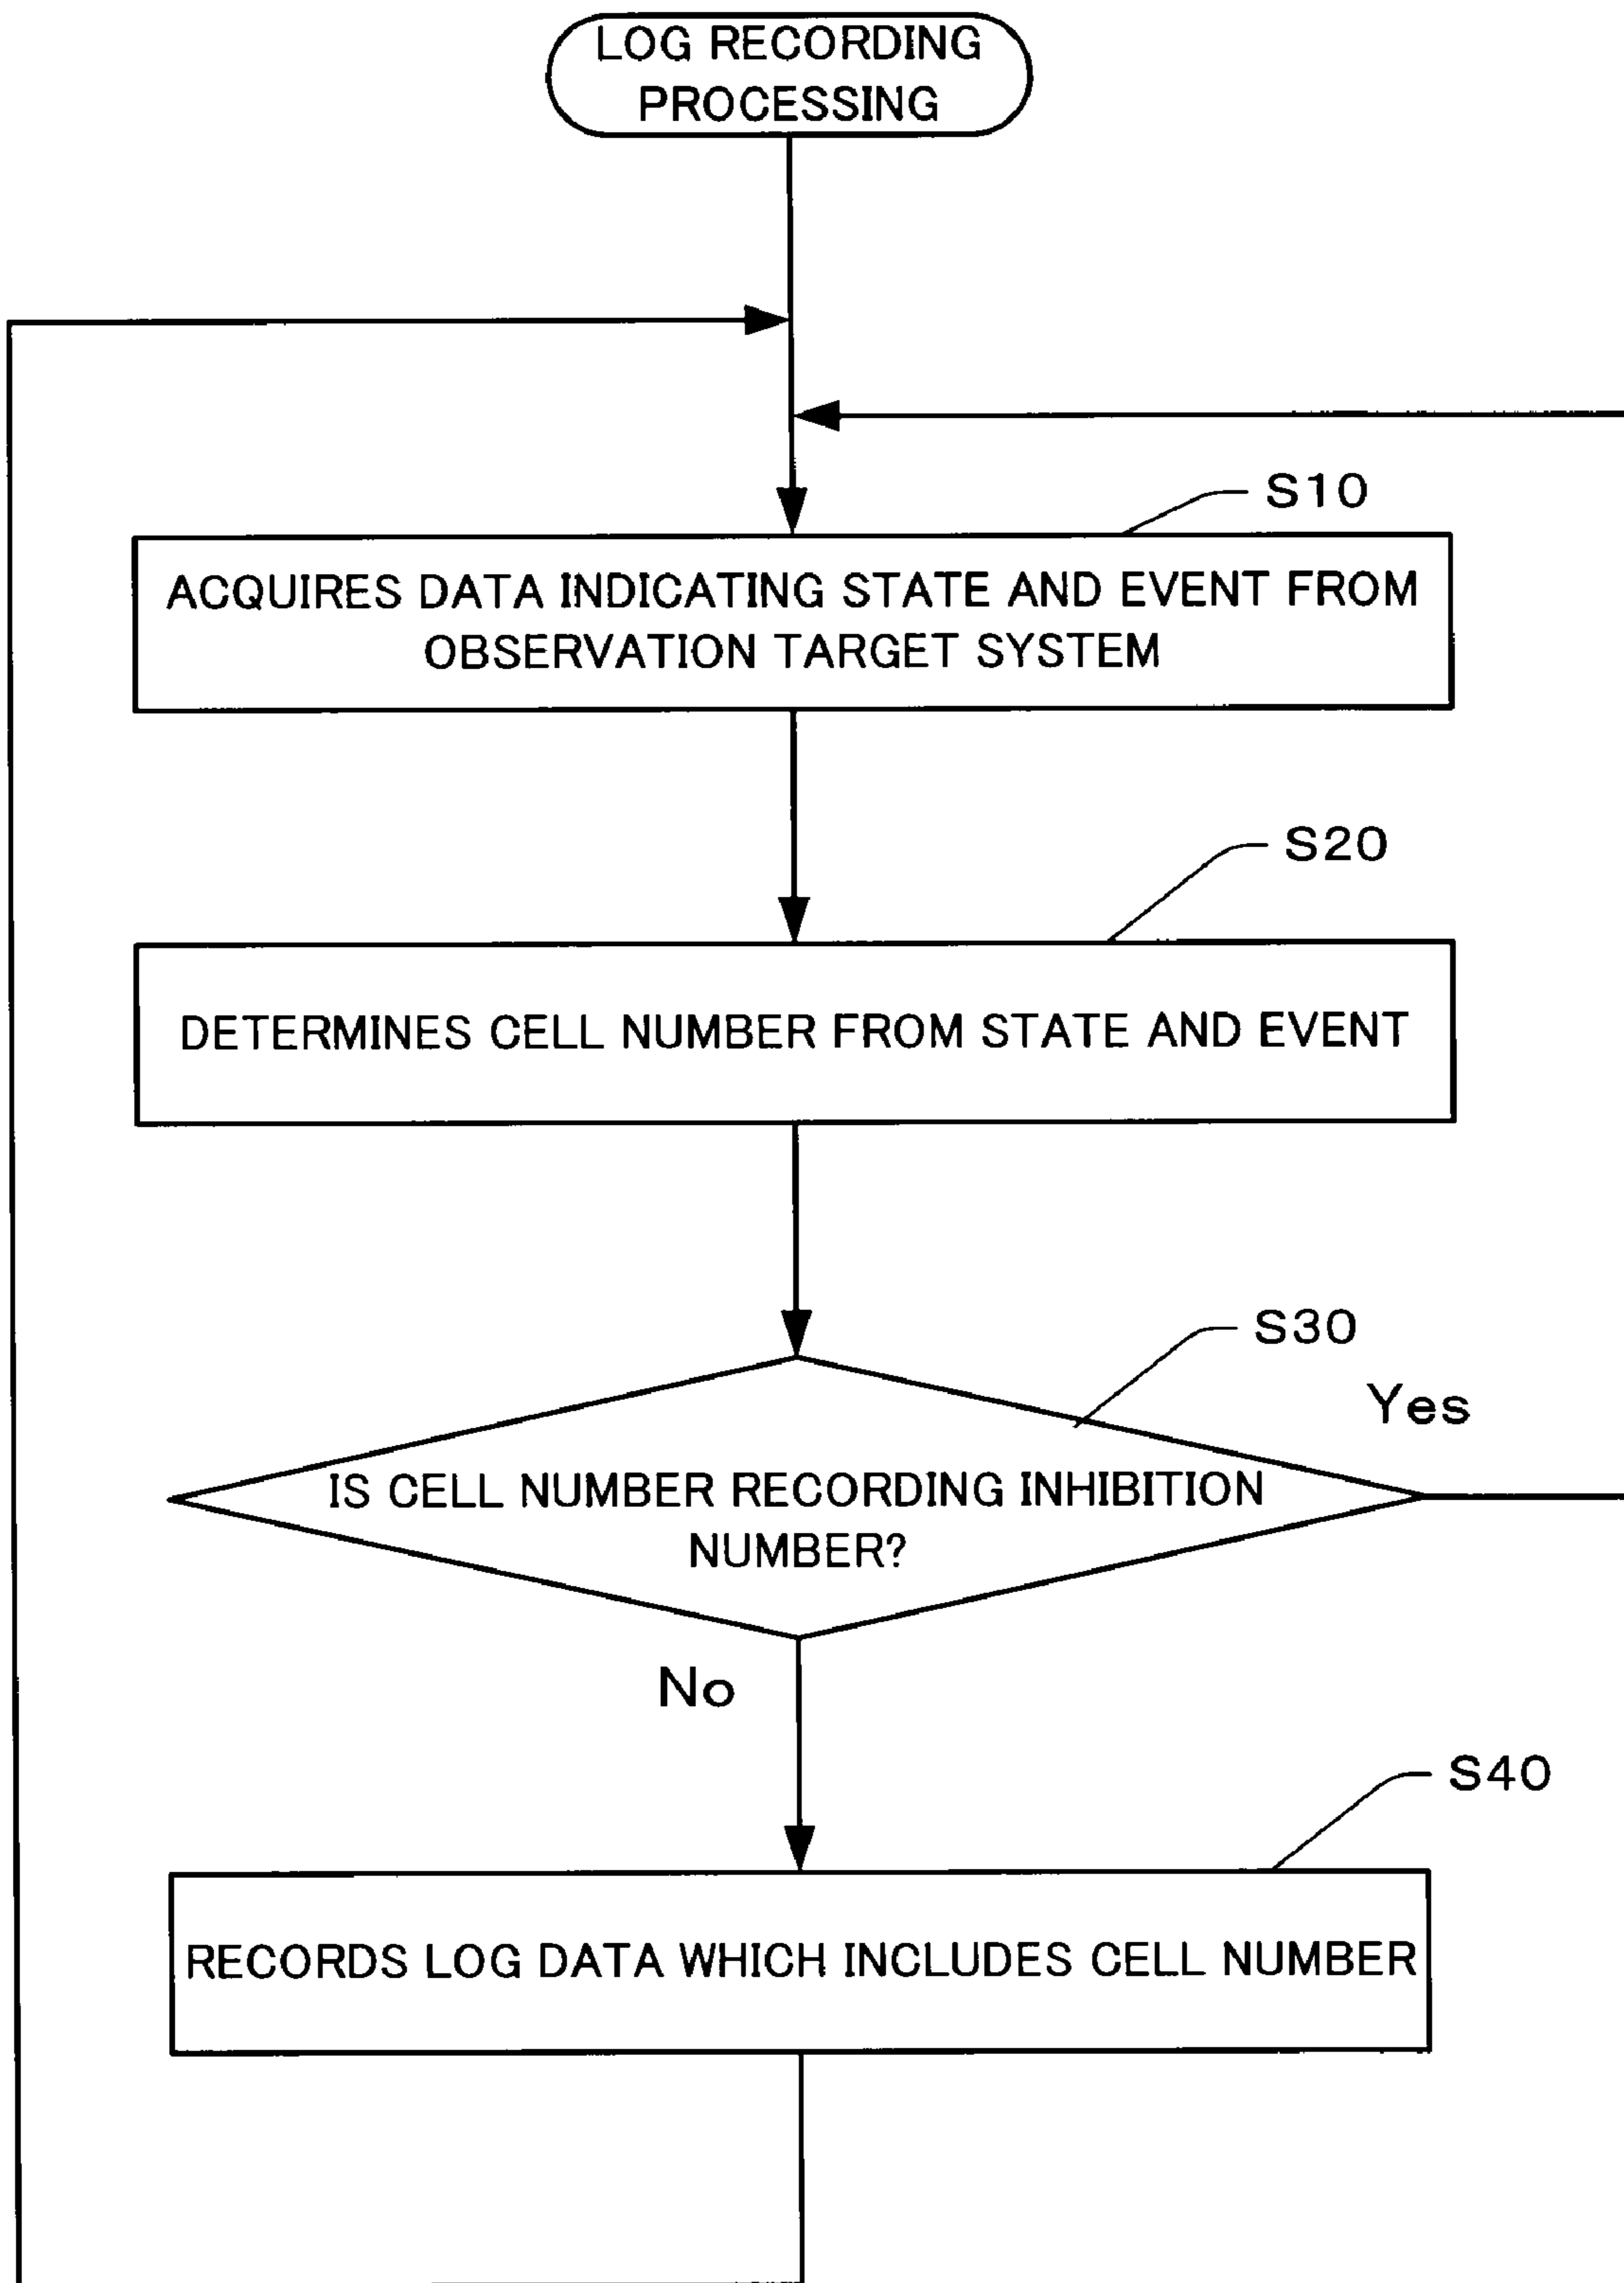 LOG RECORDING
PROCESSING
S10
ACQUIRES DATA INDICATING STATE AND EVENT FROM
OBSERVATION TARGET SYSTEM
S20
DETERMINES CELL NUMBER FROM STATE AND EVENT
S30
Yes
IS CELL NUMBER RECORDING INHIBITION
NUMBER?
No
S40
RECORDS LOG DATA WHICH INCLUDES CELL NUMBER